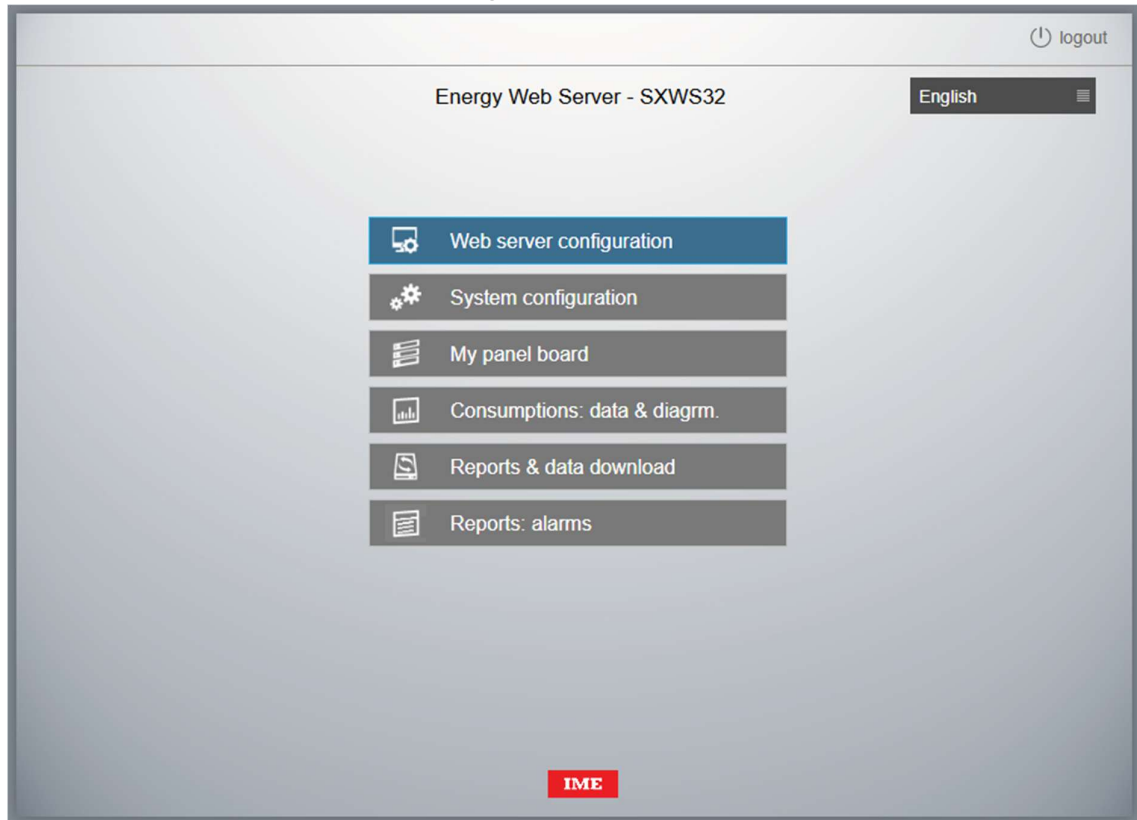 logout
Energy Web Server - SXWS32
English
Web server configuration
System configuration
My panel board
Consumptions: data & diagrm.
Reports & data download
Reports: alarms
IME